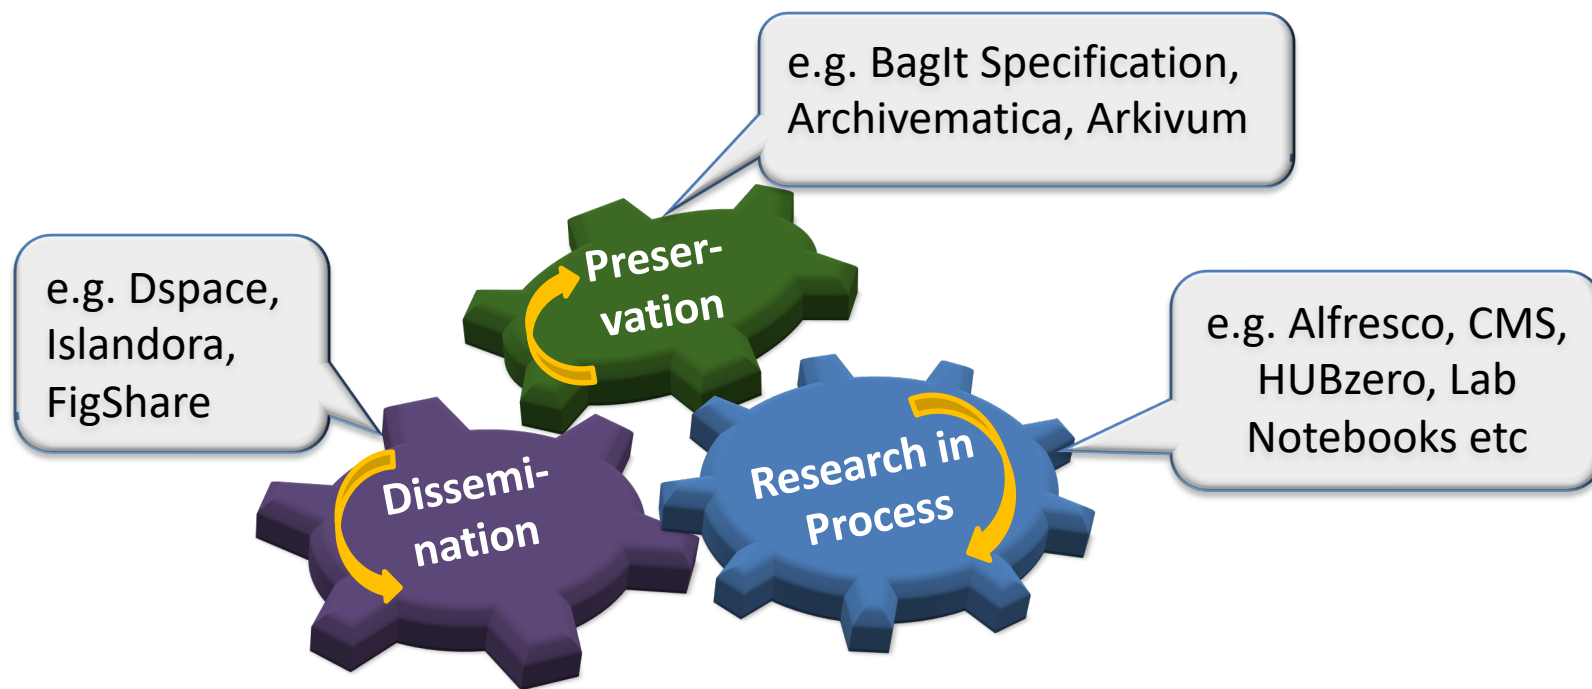 e.g. BagIt Specification,
Archivematica, Arkivum
Preser-
vation
e.g. Dspace,
Islandora,
FigShare
Dissemi-
nation
e.g. Alfresco, CMS,
HUBzero, Lab
Notebooks etc
Research in
Process